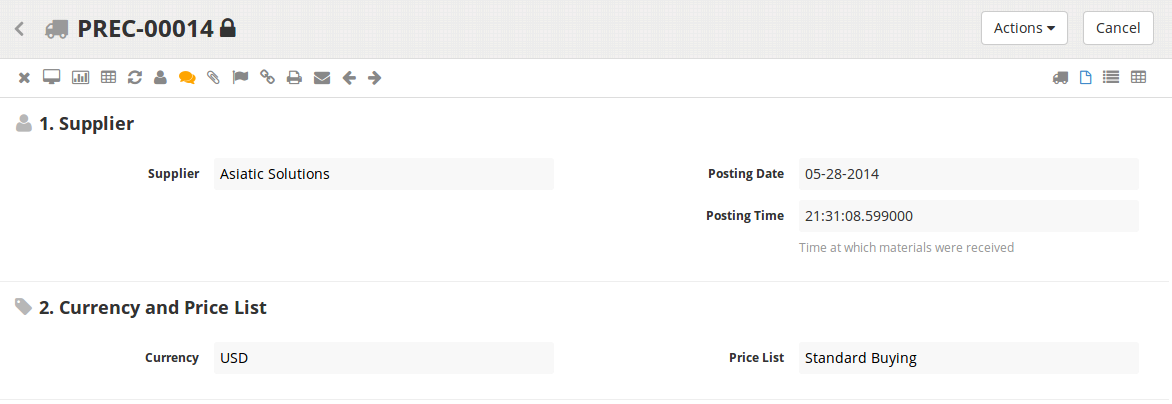 PREC-00014
Actions
Cancel
1. Supplier
Supplier
Asiatic Solutions
Posting Date
05-28-2014
Posting Time
21:31:08.599000
Time at which materials were received
2. Currency and Price List
Currency
USD
Price List
Standard Buying